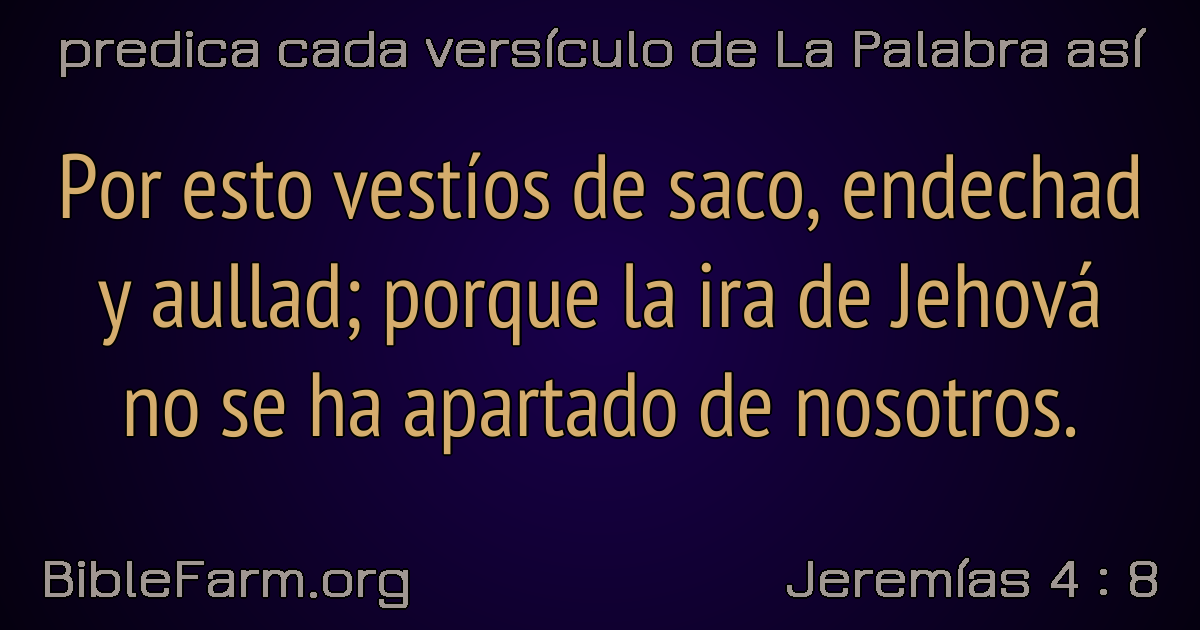 predica cada versículo de La Palabra así
Por esto vestíos de saco, endechad
y aullad; porque la ira de Jehová
no se ha apartado de nosotros.
BibleFarm.org
Jeremías 4 : 8